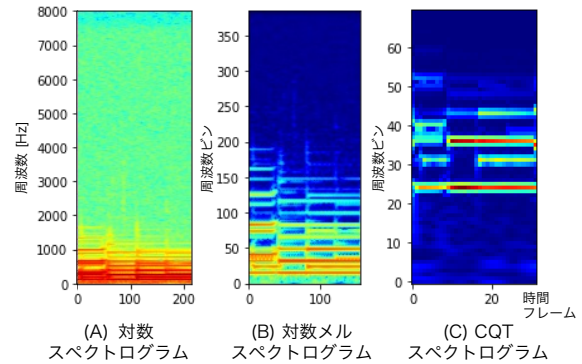 8000
7000
6000
5000
4000
3000
2000
1000
0
周波数 [Hz]
0 100 200
(A) 対数
スペクトログラム
350
300
250
200
150
100
50
0
周波数ビン
0 100
(B) 対数メル
スペクトログラム
60
50
40
30
20
10
0
周波数ビン
0 20
時間
フレーム
(C) CQT
スペクトログラム